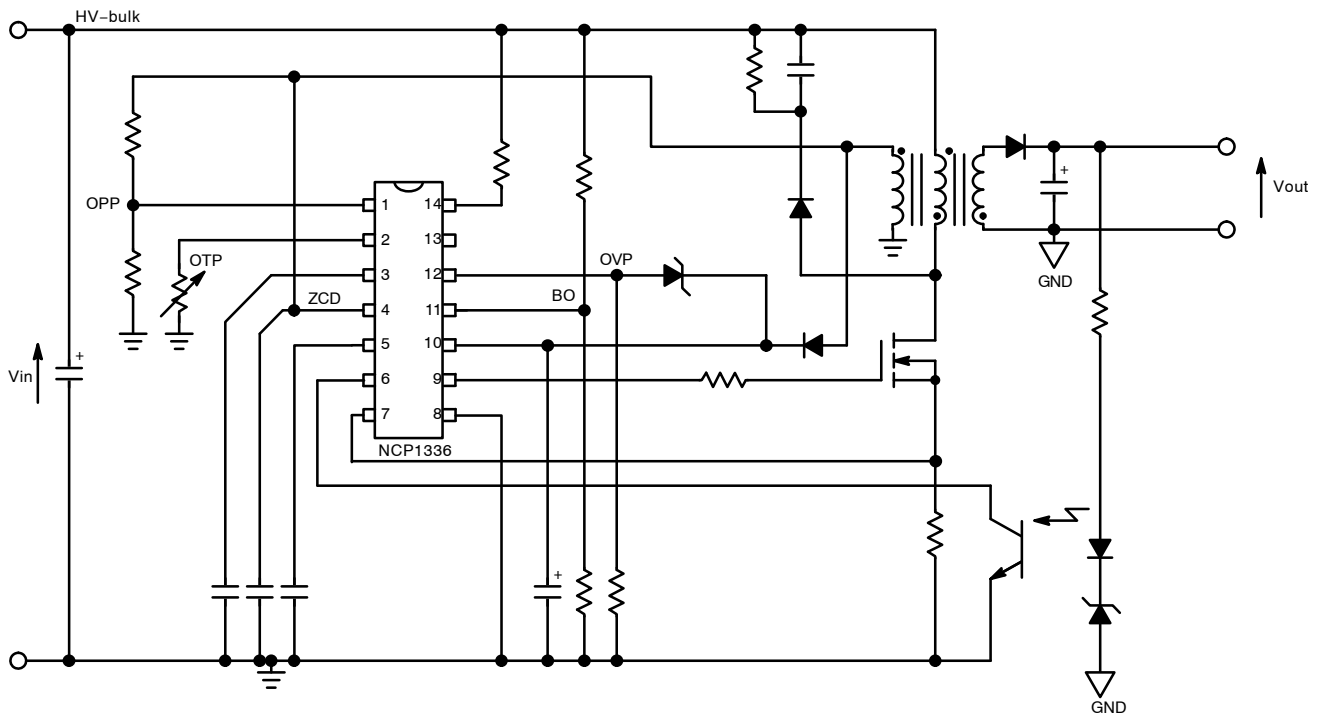 HV−bulk
OPP
OTP
ZCD
1
2
3
4
5
6
7
14
13
12
11
10
9
8
NCP1336
OVP
BO
+
Vin
+
+
Vout
GND
GND